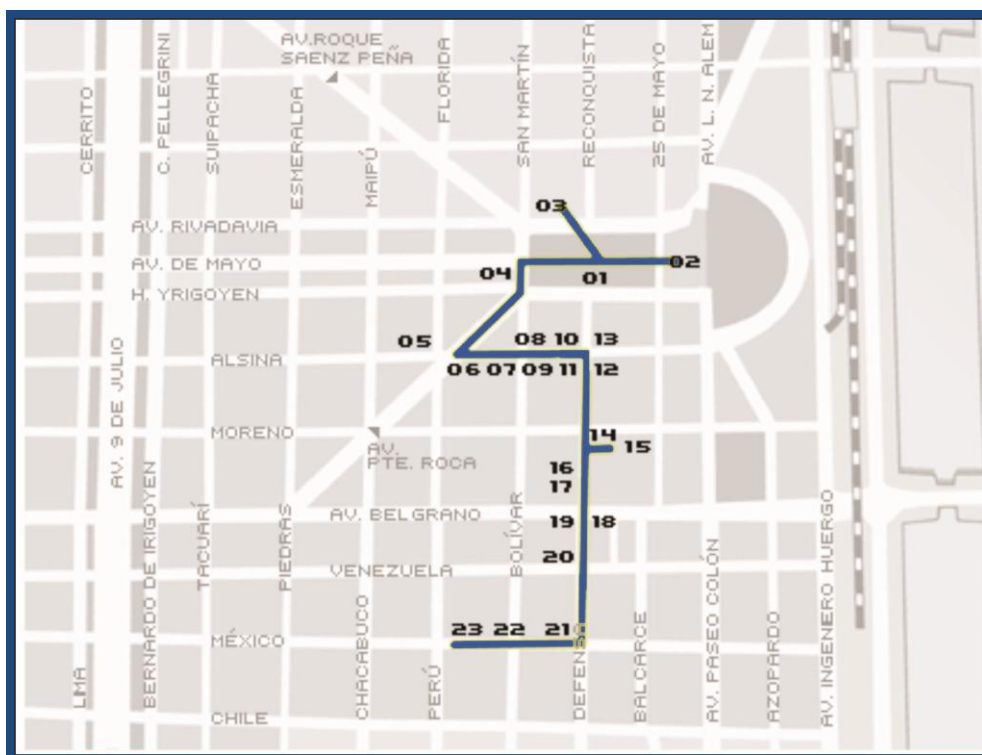 AV.ROQUE
SAENZ PEÑA
CERRITO
C. PELLEGRINI
SUIPACHA
ESMERALDA
MAIPÚ
FLORIDA
SAN MARTÍN
RECONQUISTA
25 DE MAYO
AV. L. N. ALEM
03
AV. RIVADAVIA
AV. DE MAYO
04
01
02
H. YRIGOYEN
05
08 10 13
ALSINA
06 07 09 11 12
AV. 9 DE JULIO
MORENO
14
15
AV.
PTE. ROCA
16
17
AV. BELGRANO
19 18
20
VENEZUELA
BERNARDO DE IRIGOYEN
TACUARÍ
PIEDRAS
BOLÍVAR
23 22 21
MÉXICO
LIMA
CHACABUCO
PERÚ
DEFENSA
BALCARCE
AV. PASEO COLÓN
AZOPARDO
AV. INGENERO HUERGO
CHILE